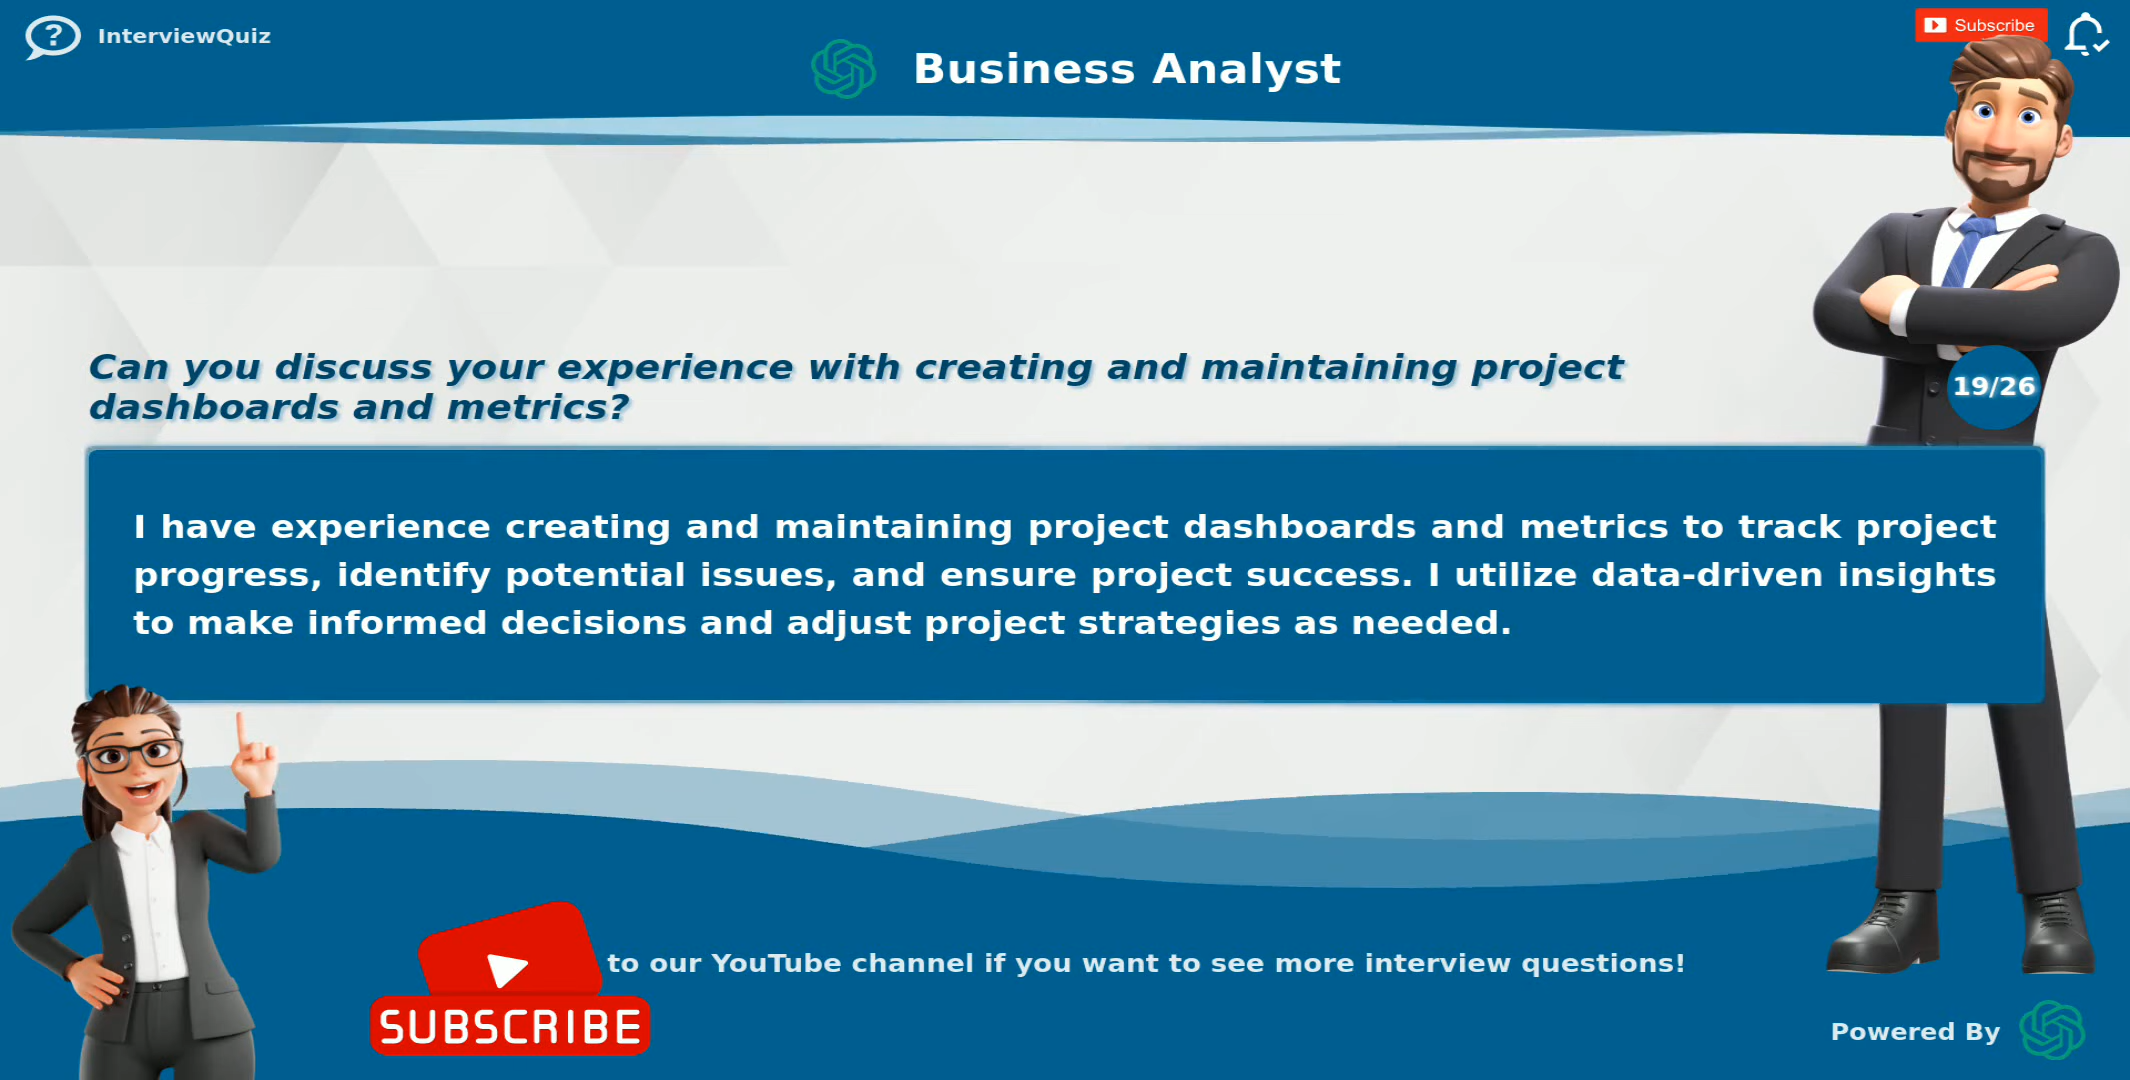 InterviewQuiz
Subscribe
Business Analyst
Can you discuss your experience with creating and maintaining project
dashboards and metrics?
19/26
I have experience creating and maintaining project dashboards and metrics to track project
progress, identify potential issues, and ensure project success. I utilize data-driven insights
to make informed decisions and adjust project strategies as needed.
to our YouTube channel if you want to see more interview questions!
SUBSCRIBE
Powered By